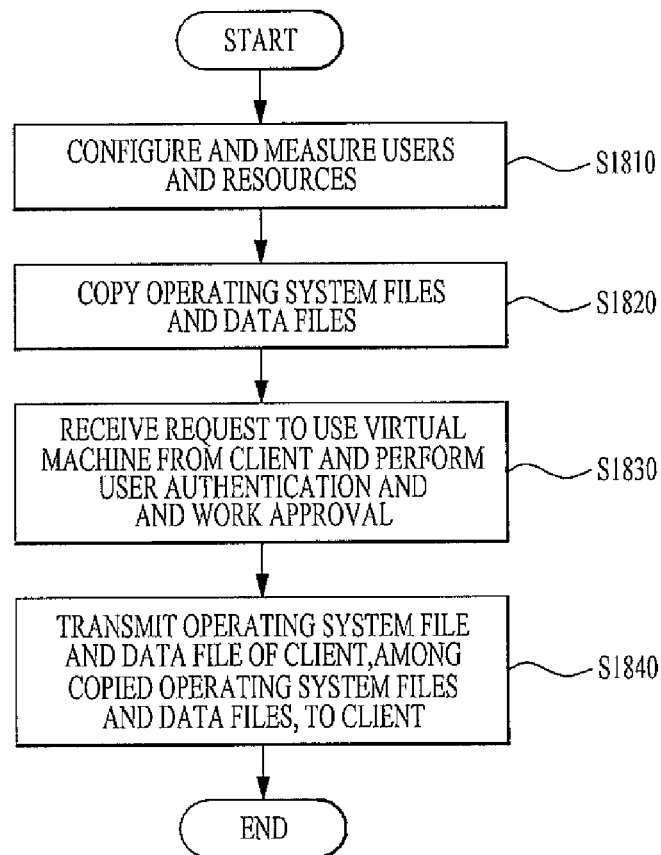 START
CONFIGURE AND MEASURE USERS
AND RESOURCES
S1810
COPY OPERATING SYSTEM FILES
AND DATA FILES
S1820
RECEIVE REQUEST TO USE VIRTUAL
MACHINE FROM CLIENT AND PERFORM
USER AUTHENTICATION AND
AND WORK APPROVAL
S1830
TRANSMIT OPERATING SYSTEM FILE
AND DATA FILE OF CLIENT,AMONG
COPIED OPERATING SYSTEM FILES
AND DATA FILES, TO CLIENT
S1840
END